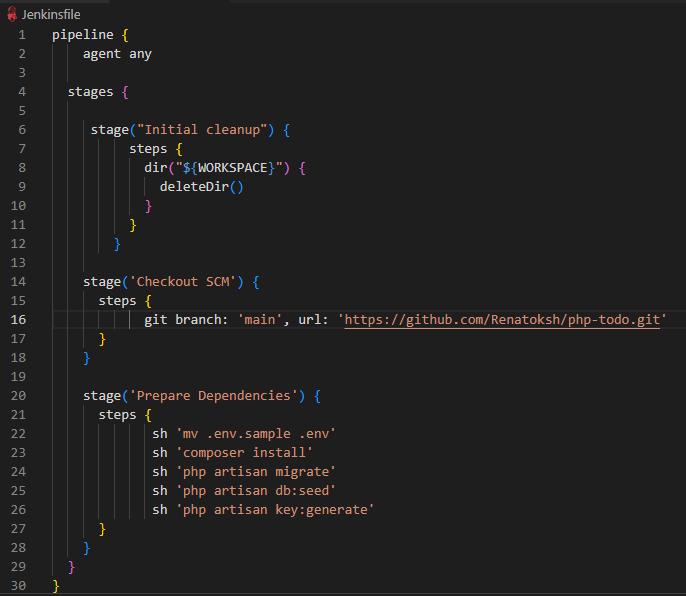 Jenkinsfile
1 pipeline {
2 agent any
3
4 stages {
5
6 stage("Initial cleanup") {
7 steps {
8 dir("${WORKSPACE}") {
9 deleteDir()
10 }
11 }
12 }
13
14 stage('Checkout SCM') {
15 steps {
16 git branch: 'main', url: 'https://github.com/Renatoksh/php-todo.git'
17 }
18 }
19
20 stage('Prepare Dependencies') {
21 steps {
22 sh 'mv .env.sample .env'
23 sh 'composer install'
24 sh 'php artisan migrate'
25 sh 'php artisan db:seed'
26 sh 'php artisan key:generate'
27 }
28 }
29 }
30 }